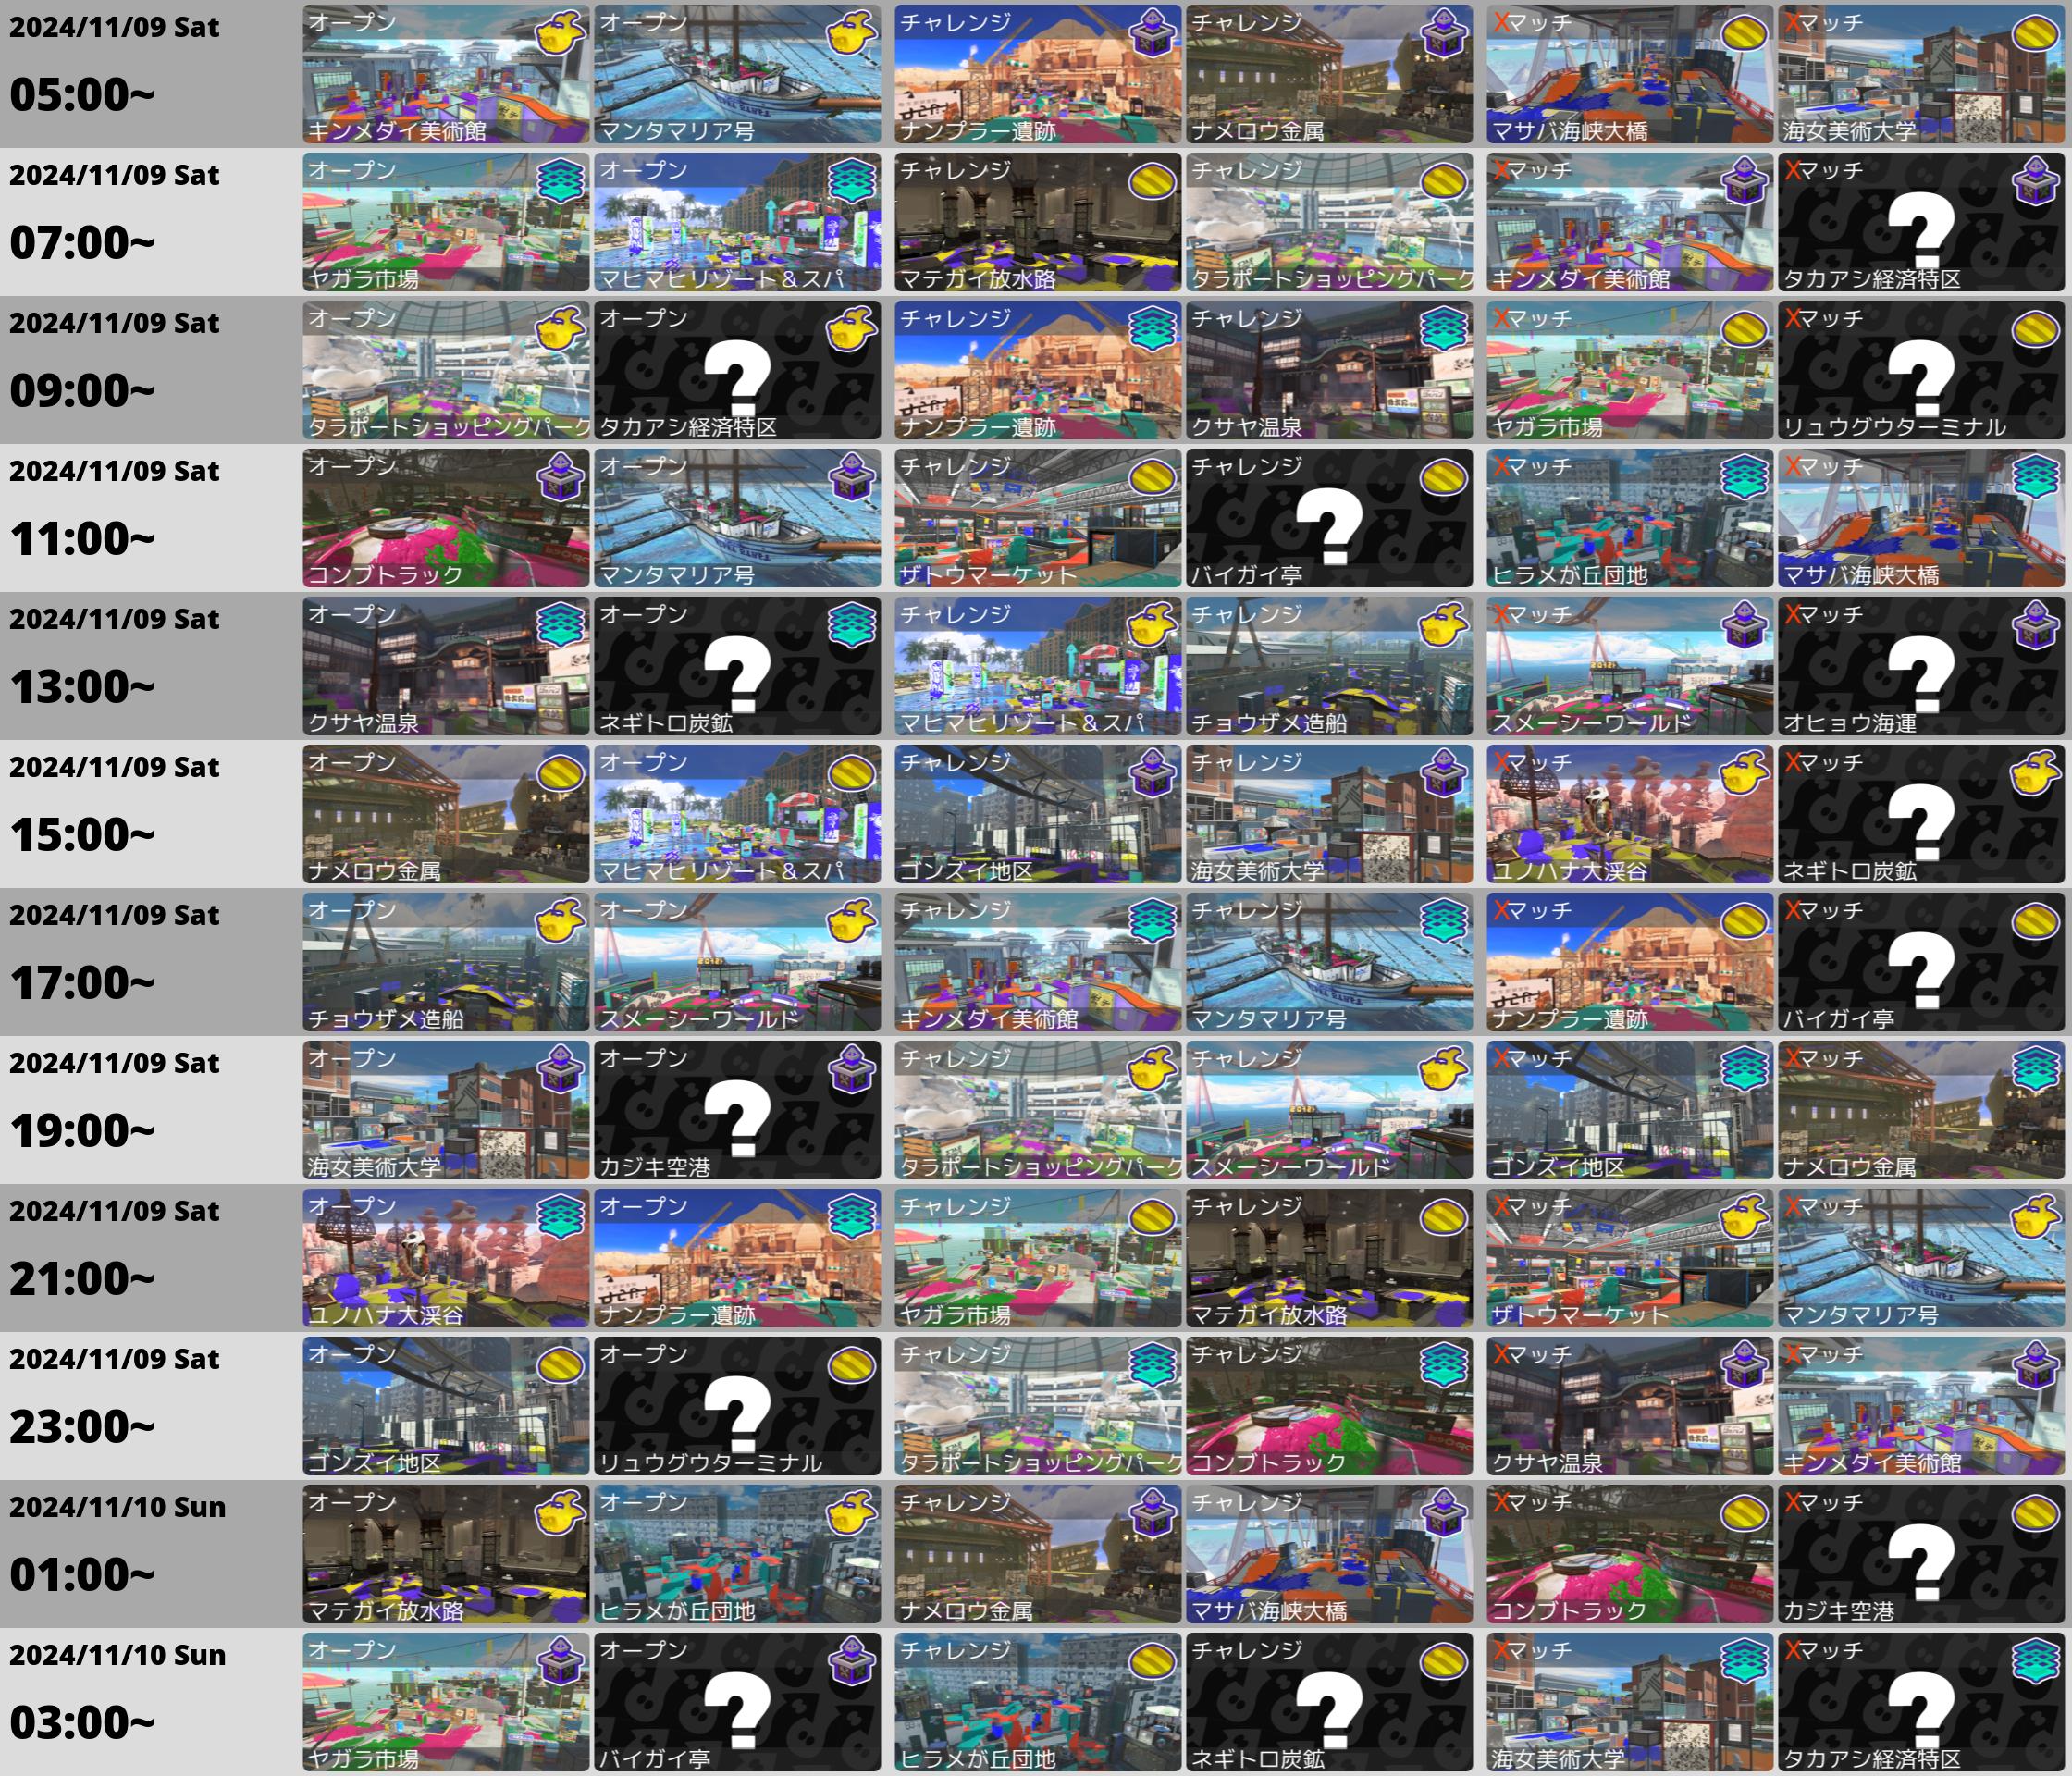 2024/11/09 Sat
05:00~
オープン
キンメダイ美術館
オープン
マンタマリア号
チャレンジ
ナンプラー遺跡
チャレンジ
ナメロウ金属
Xマッチ
マサバ海峡大橋
Xマッチ
海女美術大学
2024/11/09 Sat
07:00~
オープン
ヤガラ市場
オープン
マヒマヒリゾート＆スパ
チャレンジ
マテガイ放水路
チャレンジ
タラポートショッピングパーク
Xマッチ
キンメダイ美術館
Xマッチ
?
タカアシ経済特区
2024/11/09 Sat
09:00~
オープン
タラポートショッピングパーク
オープン
?
タカアシ経済特区
チャレンジ
ナンプラー遺跡
チャレンジ
クサヤ温泉
Xマッチ
ヤガラ市場
Xマッチ
?
リュウグウターミナル
2024/11/09 Sat
11:00~
オープン
コンブトラック
オープン
マンタマリア号
チャレンジ
ザトウマーケット
チャレンジ
?
バイガイ亭
Xマッチ
ヒラメが丘団地
Xマッチ
マサバ海峡大橋
2024/11/09 Sat
13:00~
オープン
クサヤ温泉
オープン
?
ネギトロ炭鉱
チャレンジ
マヒマヒリゾート＆スパ
チャレンジ
チョウザメ造船
Xマッチ
スメーシーワールド
Xマッチ
?
オヒョウ海運
2024/11/09 Sat
15:00~
オープン
ナメロウ金属
オープン
マヒマヒリゾート＆スパ
チャレンジ
ゴンズイ地区
チャレンジ
海女美術大学
Xマッチ
ユノハナ大渓谷
Xマッチ
?
ネギトロ炭鉱
2024/11/09 Sat
17:00~
オープン
チョウザメ造船
オープン
スメーシーワールド
チャレンジ
キンメダイ美術館
チャレンジ
マンタマリア号
Xマッチ
ナンプラー遺跡
Xマッチ
?
バイガイ亭
2024/11/09 Sat
19:00~
オープン
海女美術大学
オープン
?
カジキ空港
チャレンジ
タラポートショッピングパーク
チャレンジ
スメーシーワールド
Xマッチ
ゴンズイ地区
Xマッチ
ナメロウ金属
2024/11/09 Sat
21:00~
オープン
ユノハナ大渓谷
オープン
ナンプラー遺跡
チャレンジ
ヤガラ市場
チャレンジ
マテガイ放水路
Xマッチ
ザトウマーケット
Xマッチ
マンタマリア号
2024/11/09 Sat
23:00~
オープン
ゴンズイ地区
オープン
?
リュウグウターミナル
チャレンジ
タラポートショッピングパーク
チャレンジ
コンブトラック
Xマッチ
クサヤ温泉
Xマッチ
キンメダイ美術館
2024/11/10 Sun
01:00~
オープン
マテガイ放水路
オープン
ヒラメが丘団地
チャレンジ
ナメロウ金属
チャレンジ
マサバ海峡大橋
Xマッチ
コンブトラック
Xマッチ
?
カジキ空港
2024/11/10 Sun
03:00~
オープン
ヤガラ市場
オープン
?
バイガイ亭
チャレンジ
ヒラメが丘団地
チャレンジ
?
ネギトロ炭鉱
Xマッチ
海女美術大学
Xマッチ
?
タカアシ経済特区